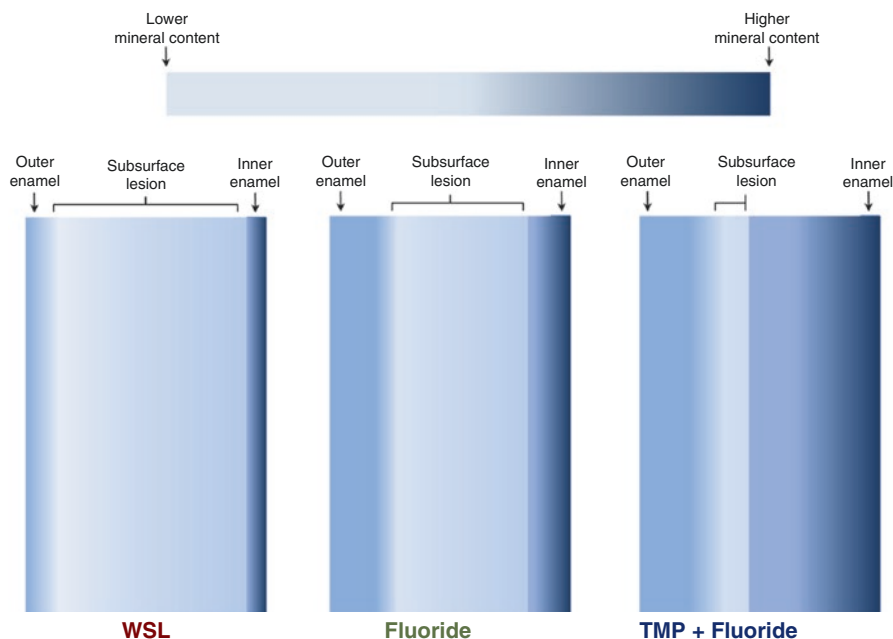 Lower
mineral content
Higher
mineral content
Outer
enamel
Subsurface
lesion
Inner
enamel
Outer
enamel
Subsurface
lesion
Inner
enamel
Outer
enamel
Subsurface
lesion
Inner
enamel
WSL
Fluoride
TMP + Fluoride